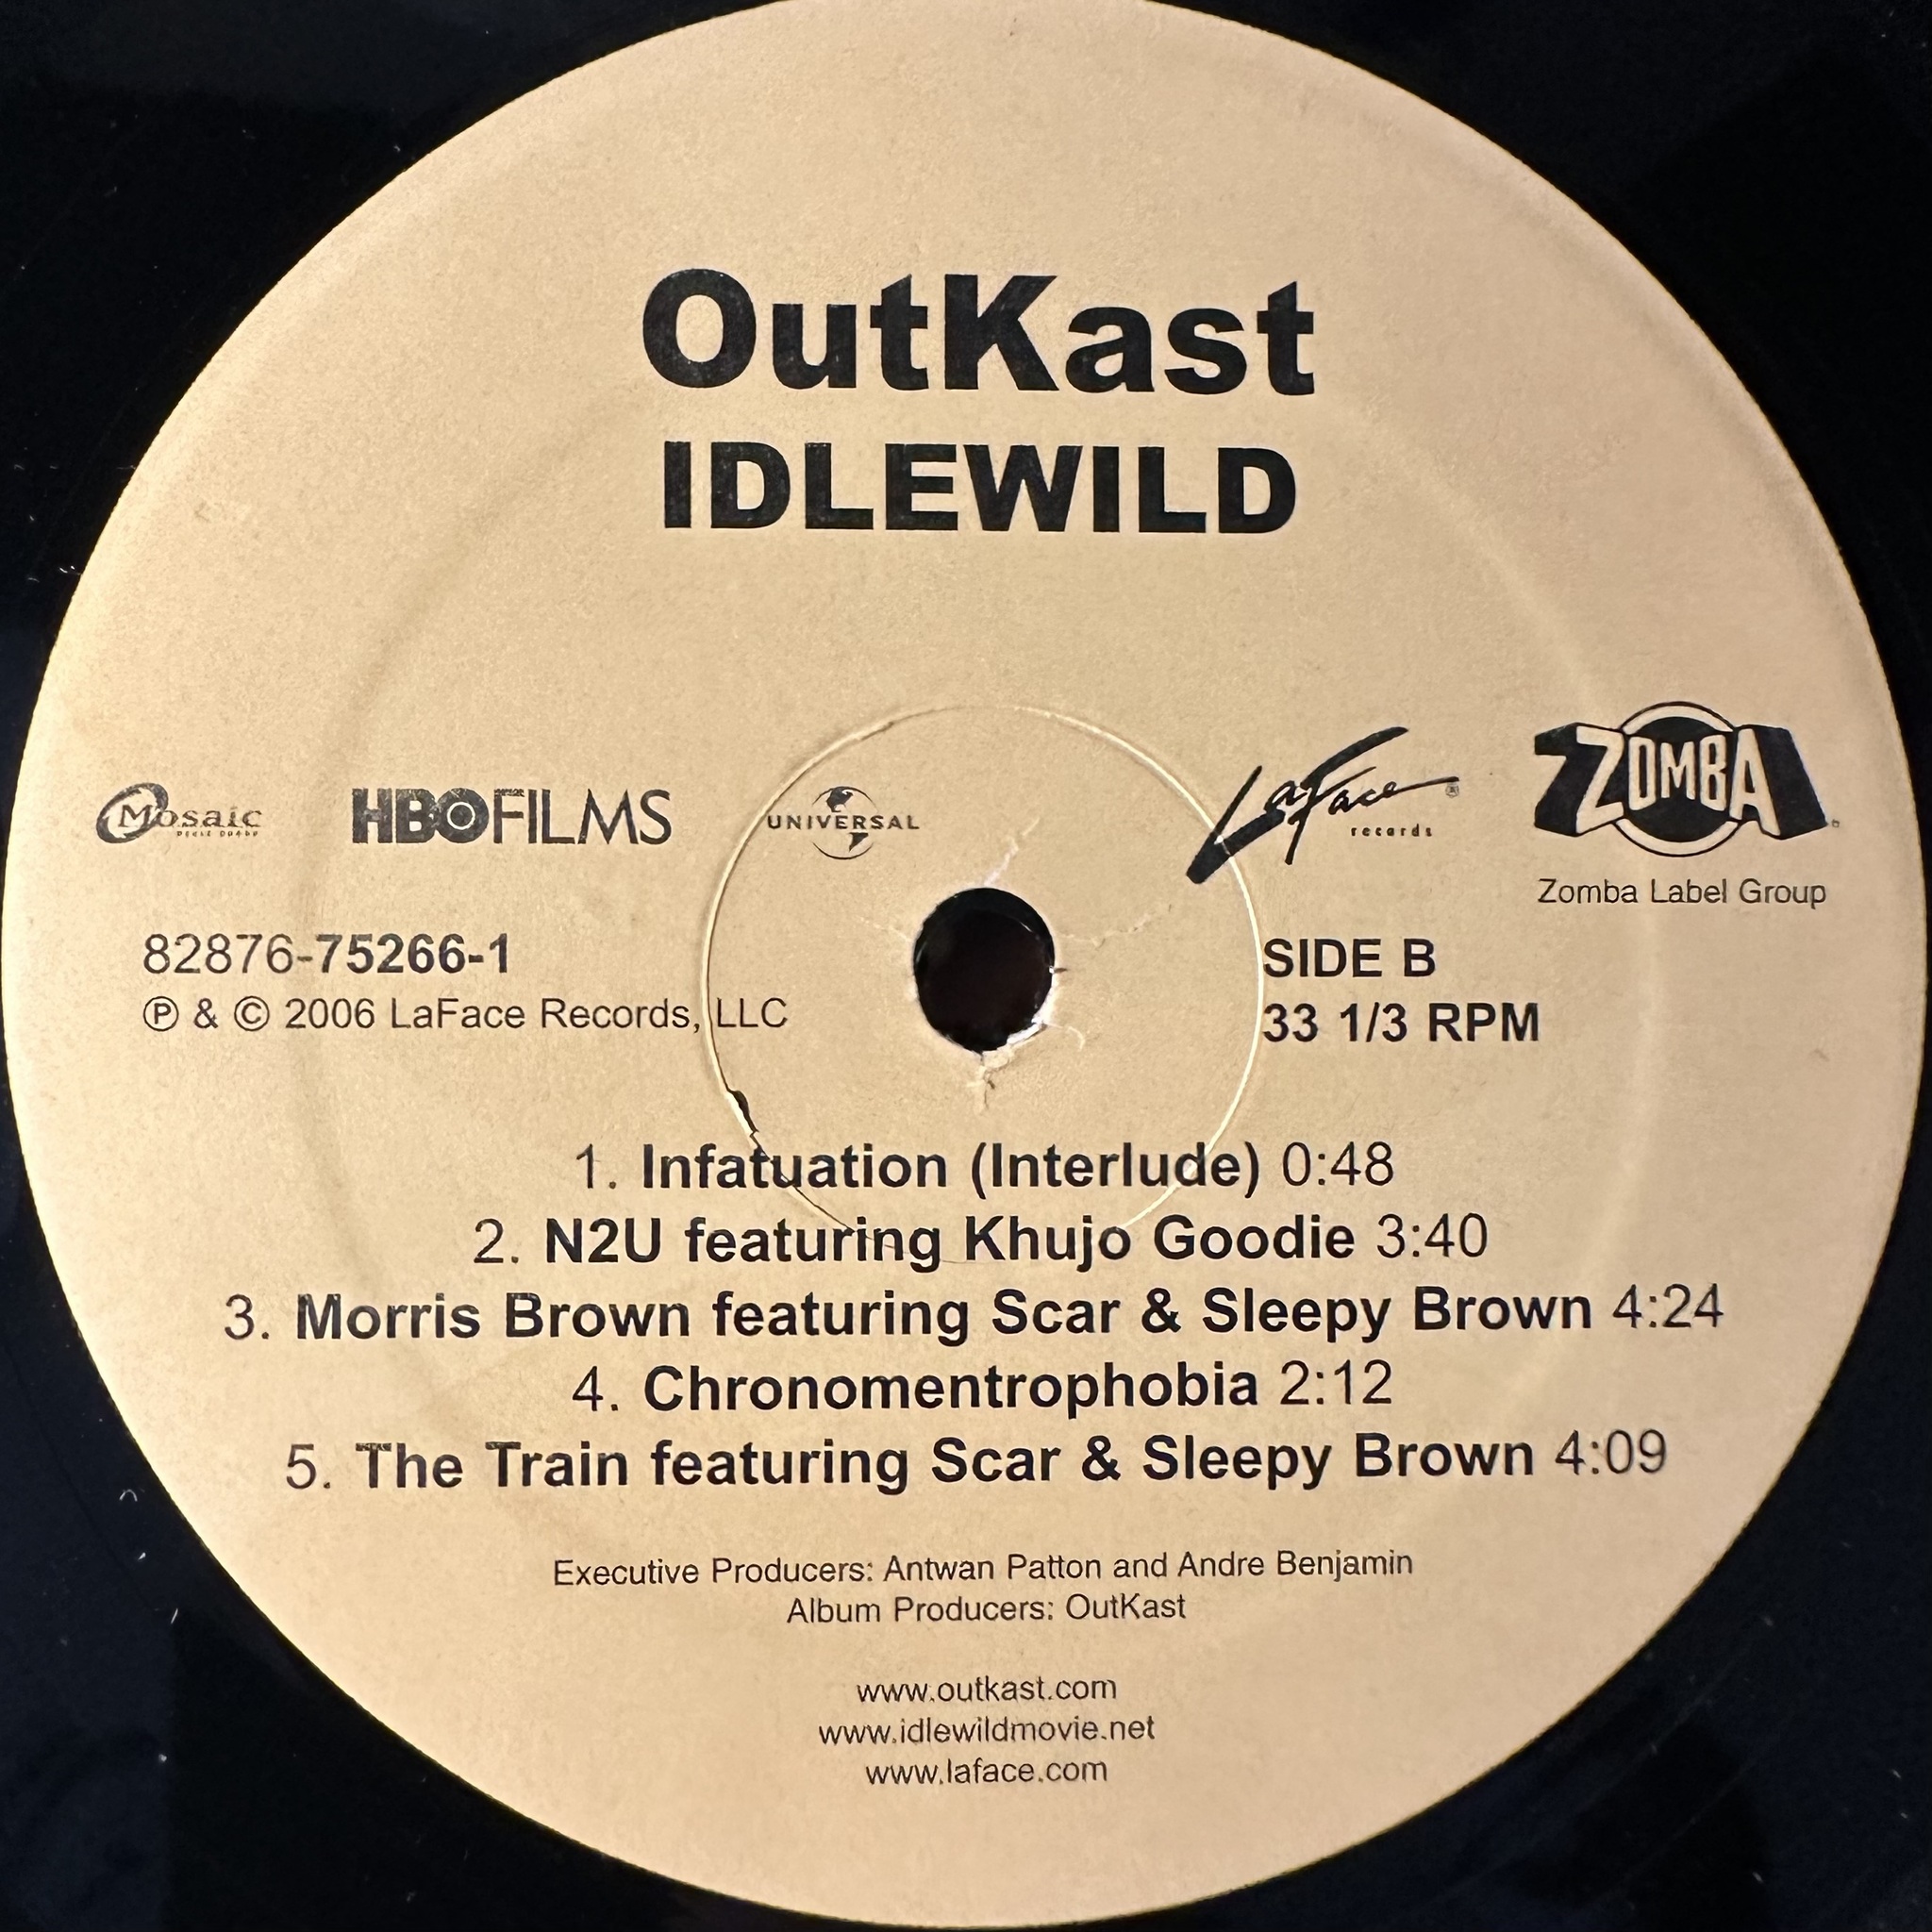 OutKast
IDLEWILD
Mosaic
HBO FILMS
UNIVERSAL
LaFace ®
records
ZOMBA
Zomba Label Group
82876-75266-1
℗ & © 2006 LaFace Records, LLC
SIDE B
33 1/3 RPM
1. Infatuation (Interlude) 0:48
2. N2U featuring Khujo Goodie 3:40
3. Morris Brown featuring Scar & Sleepy Brown 4:24
4. Chronomentrophobia 2:12
5. The Train featuring Scar & Sleepy Brown 4:09
Executive Producers: Antwan Patton and Andre Benjamin
Album Producers: OutKast
www.outkast.com
www.idlewildmovie.net
www.laface.com